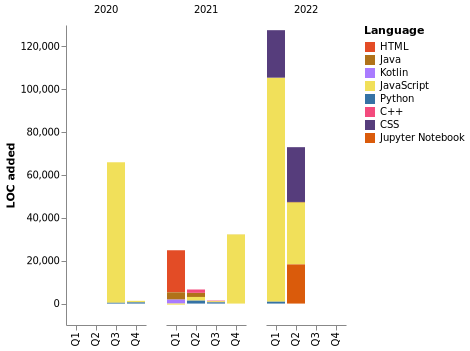 2020 2021 2022
Language
HTML
Java
Kotlin
JavaScript
Python
C++
CSS
Jupyter Notebook
LOC added
120,000
100,000
80,000
60,000
40,000
20,000
0
Q1 Q2 Q3 Q4 Q1 Q2 Q3 Q4 Q1 Q2 Q3 Q4